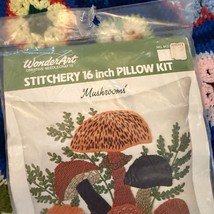 WonderArt
STITCHERY 16 inch PILLOW KIT
Mushrooms